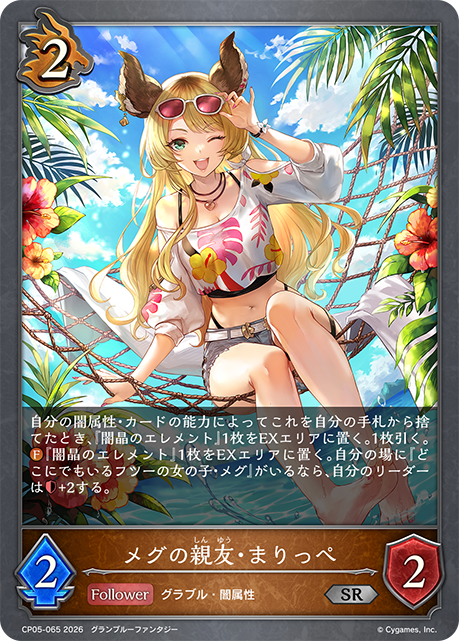 2
自分の闇属性・カードの能力によってこれを自分の手札から捨
てたとき、『闇晶のエレメント』1枚をEXエリアに置く。1枚引く。
F『闇晶のエレメント』1枚をEXエリアに置く。自分の場に『ど
こにでもいるフツーの女の子・メグ』がいるなら、自分のリーダー
は+2する。
しん ゆう
メグの親友・まりっぺ
2
Follower グラブル・闇属性 SR
2
CP05-065 2026 グランブルーファンタジー © Cygames, Inc.